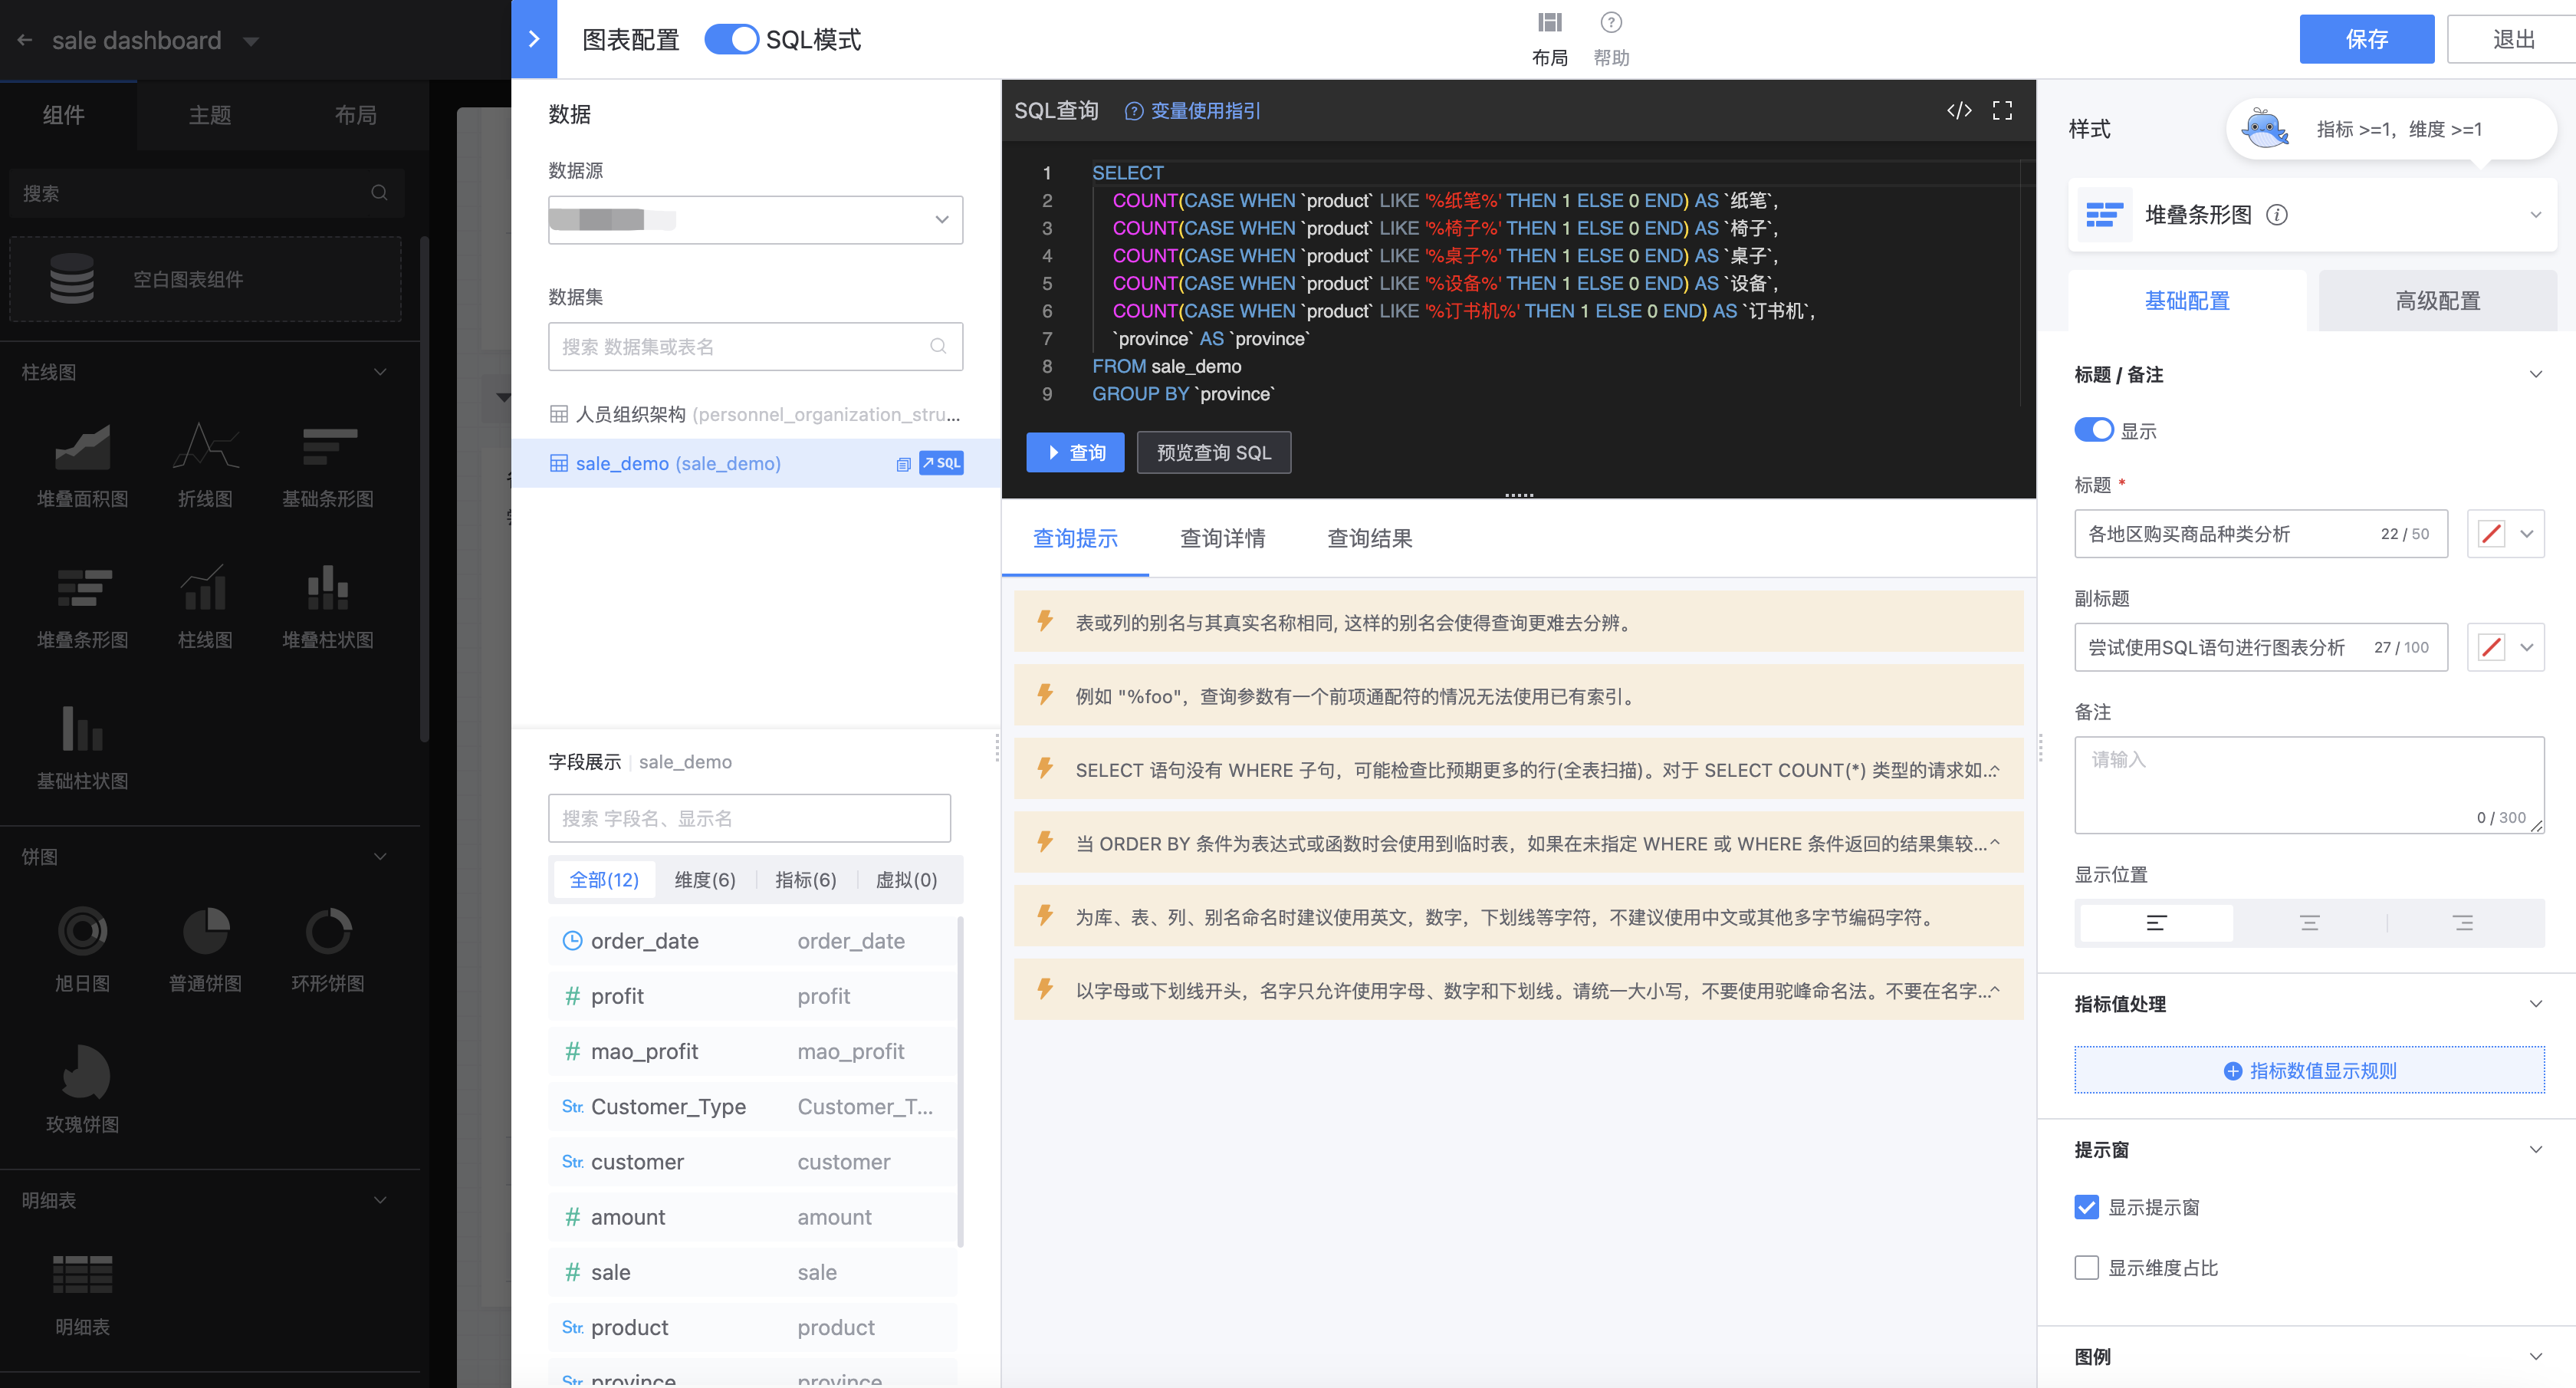 sale dashboard
组件
主题
布局
搜索
空白图表组件
柱线图
堆叠面积图
折线图
基础条形图
堆叠条形图
柱线图
堆叠柱状图
基础柱状图
饼图
旭日图
普通饼图
环形饼图
玫瑰饼图
明细表
明细表
图表配置
SQL模式
布局
帮助
保存
退出
数据
数据源
数据集
搜索 数据集或表名
人员组织架构 (personnel_organization_stru...
sale_demo (sale_demo)
SQL
字段展示 sale_demo
搜索 字段名、显示名
全部(12)
维度(6)
指标(6)
虚拟(0)
order_date order_date
# profit profit
# mao_profit mao_profit
Str. Customer_Type Customer_T...
Str. customer customer
# amount amount
# sale sale
Str. product product
Str. province province
SQL查询
变量使用指引
1 SELECT
2 COUNT(CASE WHEN `product` LIKE '%纸笔%' THEN 1 ELSE 0 END) AS `纸笔`,
3 COUNT(CASE WHEN `product` LIKE '%椅子%' THEN 1 ELSE 0 END) AS `椅子`,
4 COUNT(CASE WHEN `product` LIKE '%桌子%' THEN 1 ELSE 0 END) AS `桌子`,
5 COUNT(CASE WHEN `product` LIKE '%设备%' THEN 1 ELSE 0 END) AS `设备`,
6 COUNT(CASE WHEN `product` LIKE '%订书机%' THEN 1 ELSE 0 END) AS `订书机`,
7 `province` AS `province`
8 FROM sale_demo
9 GROUP BY `province`
查询
预览查询 SQL
查询提示
查询详情
查询结果
表或列的别名与其真实名称相同, 这样的别名会使得查询更难去分辨。
例如 "%foo"，查询参数有一个前项通配符的情况无法使用已有索引。
SELECT 语句没有 WHERE 子句，可能检查比预期更多的行(全表扫描)。对于 SELECT COUNT(*) 类型的请求如...
当 ORDER BY 条件为表达式或函数时会使用到临时表，如果在未指定 WHERE 或 WHERE 条件返回的结果集较...
为库、表、列、别名命名时建议使用英文，数字，下划线等字符，不建议使用中文或其他多字节编码字符。
以字母或下划线开头，名字只允许使用字母、数字和下划线。请统一大小写，不要使用驼峰命名法。不要在名字...
样式
指标 >=1，维度 >=1
堆叠条形图
基础配置
高级配置
标题 / 备注
显示
标题 *
各地区购买商品种类分析 22 / 50
副标题
尝试使用SQL语句进行图表分析 27 / 100
备注
请输入
0 / 300
显示位置
指标值处理
指标数值显示规则
提示窗
显示提示窗
显示维度占比
图例